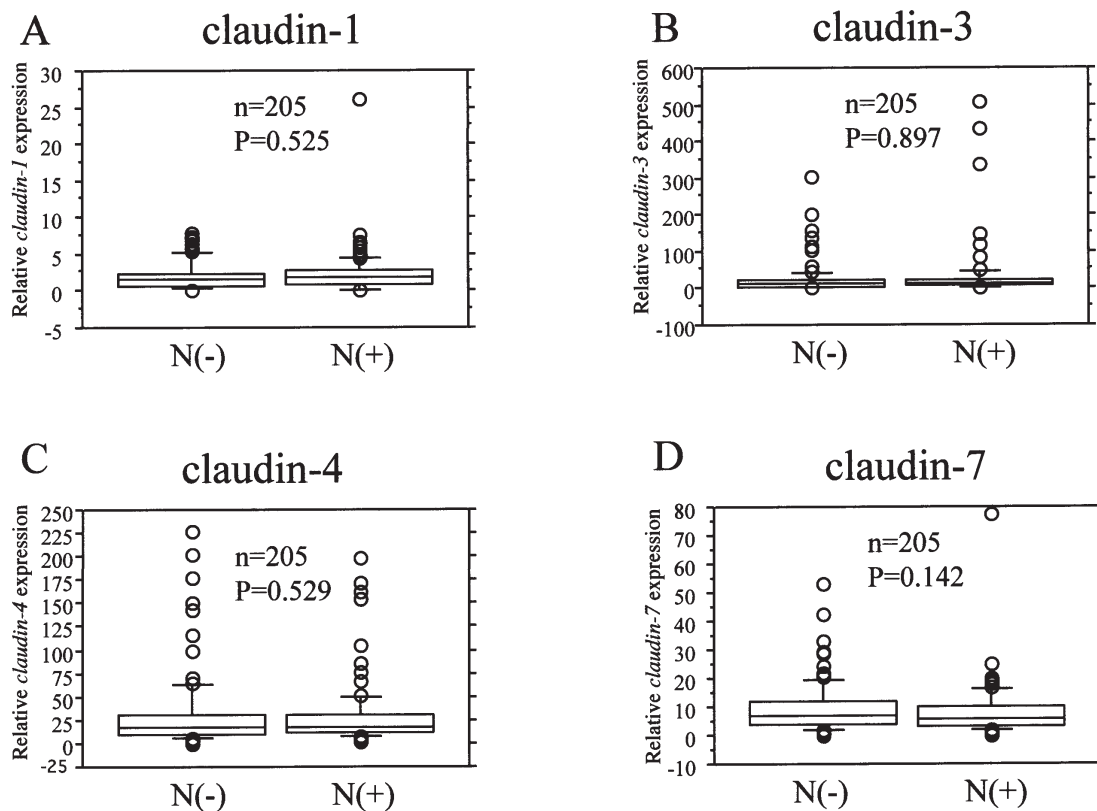 A
claudin-1
Relative claudin-1 expression
30
25
20
15
10
5
0
-5
n=205
P=0.525
N(-)
N(+)
B
claudin-3
Relative claudin-3 expression
600
500
400
300
200
100
0
-100
n=205
P=0.897
N(-)
N(+)
C
claudin-4
Relative claudin-4 expression
250
225
200
175
150
125
100
75
50
25
0
-25
n=205
P=0.529
N(-)
N(+)
D
claudin-7
Relative claudin-7 expression
80
70
60
50
40
30
20
10
0
-10
n=205
P=0.142
N(-)
N(+)